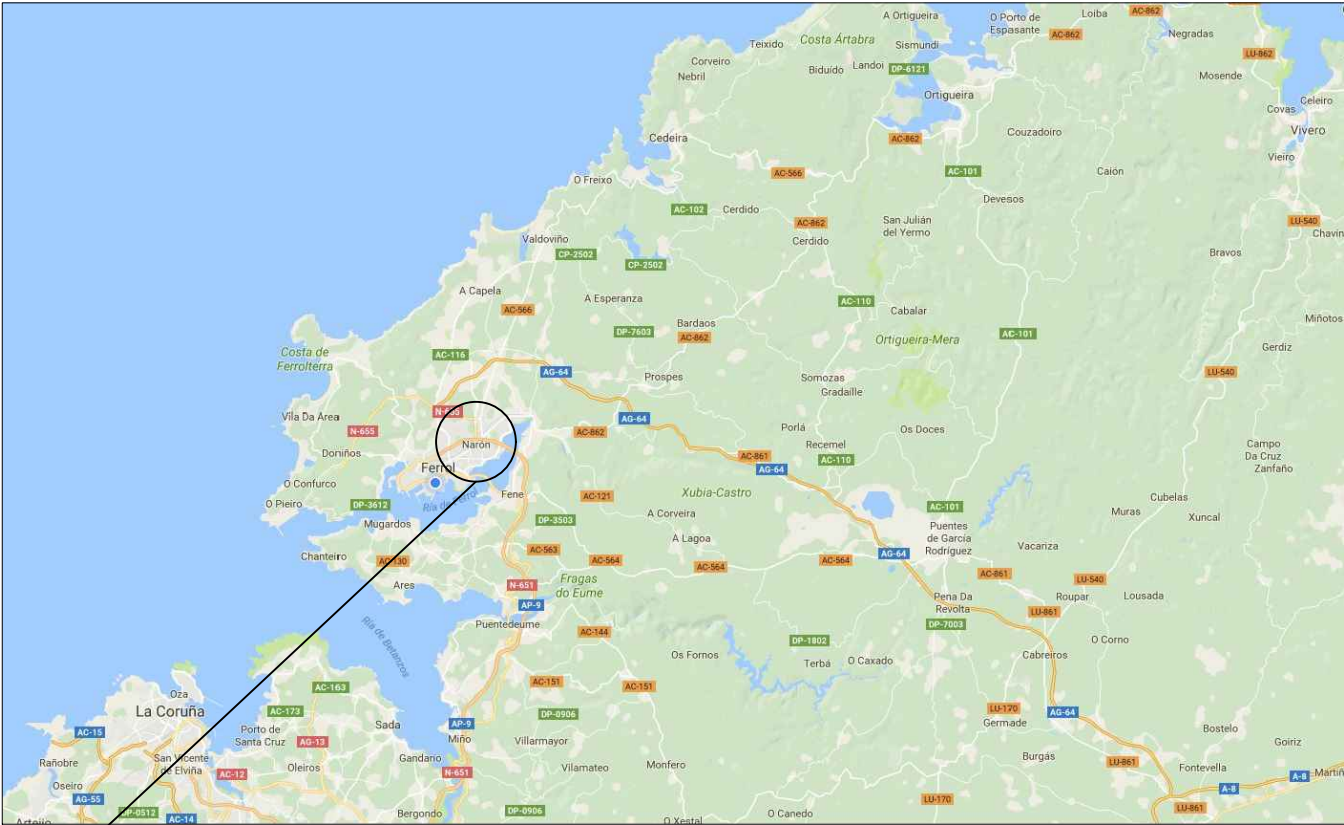 A Ortigueira
O Porto de
Espasante
Loiba
AC-862
Negradas
Teixido
Costa Ártabra
Sismundi
AC-862
LU-862
Corveiro
Nebril
Biduído
Landoi
DP-6121
Mosende
Ortigueira
Covas
Celeiro
Vivero
Cedeira
AC-862
Couzadoiro
Vieiro
O Freixo
AC-566
AC-101
Caión
AC-102
Cerdido
Devesos
AC-862
San Julián
del Yermo
LU-540
Chavin
Valdoviño
Cerdido
CP-2502
CP-2502
Bravos
A Capela
A Esperanza
AC-110
AC-566
Cabalar
Miñotos
Bardaos
AC-862
DP-7603
AC-101
Ortigueira-Mera
Gerdiz
Costa de
Ferrolterra
AC-116
AG-64
Prospes
Somozas
Gradaille
LU-540
Vila Da Area
N-655
AG-64
AC-862
Porlá
Os Doces
Narón
Recemel
Campo
Da Cruz
Zanfaño
Doniños
AC-861
AC-110
Ferrol
AG-64
O Confurco
Fene
AC-121
Xubia-Castro
Cubelas
O Pieiro
DP-3612
AC-101
Muras
Xuncal
Mugardos
DP-3503
A Corveira
Puentes
de García
Rodríguez
A Lagoa
Vacariza
Chanteiro
AC-563
AG-64
AC-564
AC-564
AC-564
Ares
N-651
Fragas
do Eume
AC-861
LU-540
AP-9
Pena Da
Revolta
Roupar
Lousada
LU-861
Puentedeume
DP-7003
AC-144
Ría de Betanzos
DP-1802
O Corno
Os Fornos
Terbá
O Caxado
Cabreiros
AC-163
AC-151
AC-151
Oza
La Coruña
AC-173
LU-170
Germade
AG-64
DP-0906
Sada
AP-9
Miño
Porto de
Santa Cruz
AG-13
AC-15
Villarmayor
Bostelo
Goiriz
San Vicente
de Elviña
Gandario
Burgás
Rañobre
AC-12
Oleiros
N-651
Vilamateo
Monfero
LU-861
Fontevella
A-8
Martiñ
Oseiro
A-8
AG-55
LU-170
DP-0512
AC-14
Bergondo
DP-0906
O Xestal
O Canedo
LU-861